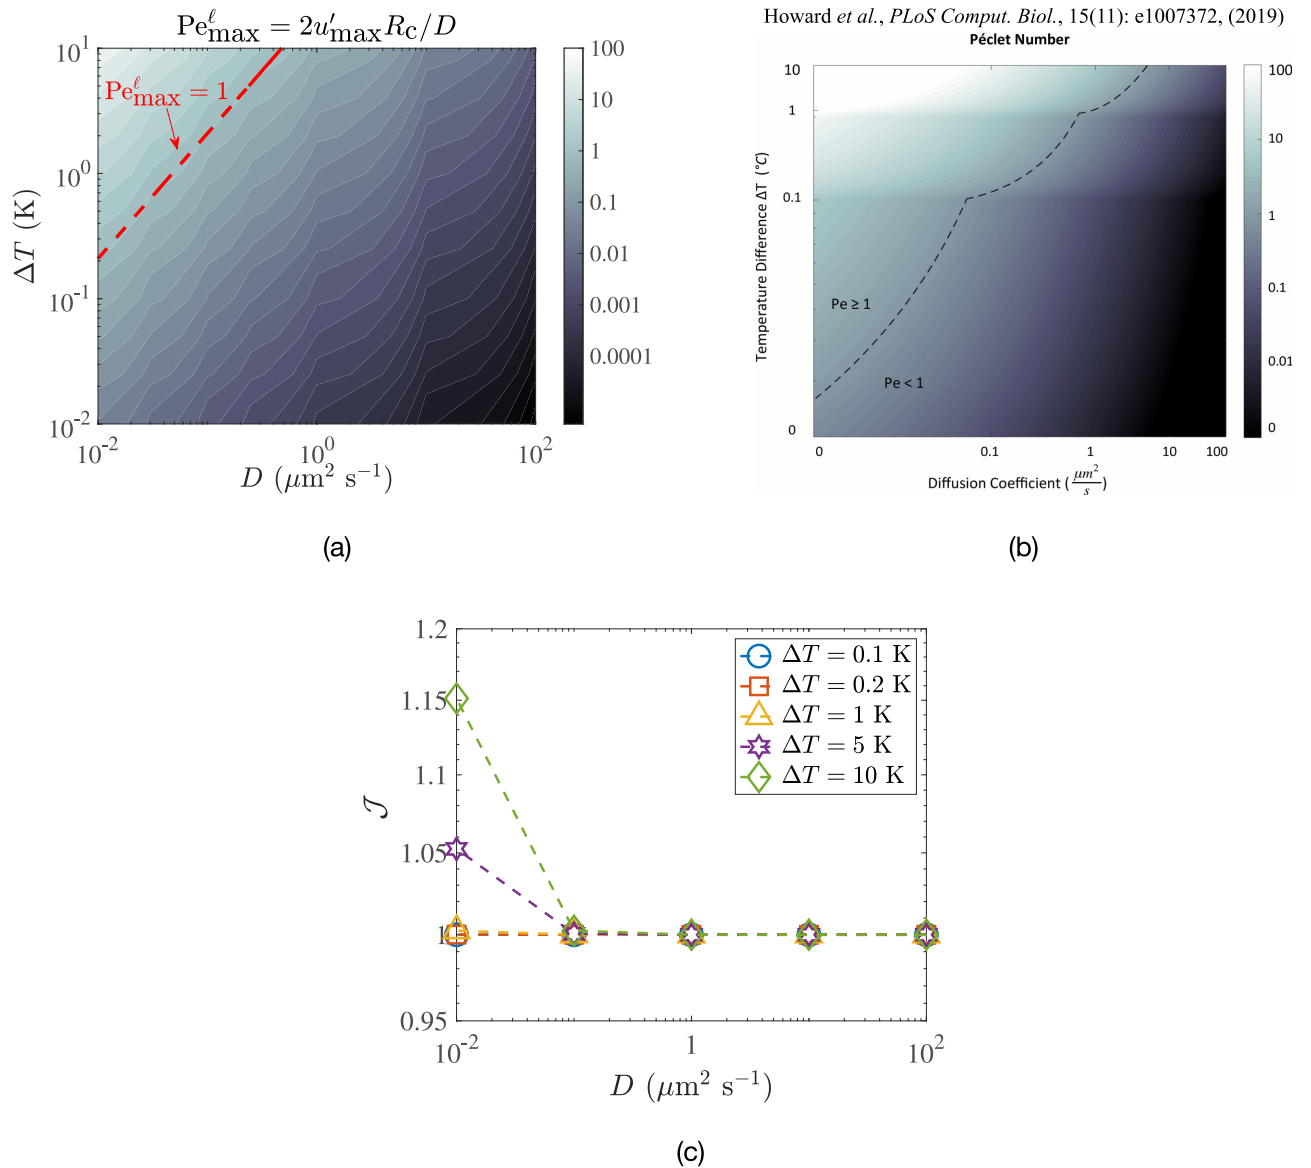 Pe^ℓ_max = 2u′_max R_c/D
10^1
10^0
10^-1
10^-2
ΔT (K)
Pe^ℓ_max = 1
10^-2
10^0
10^2
D (μm² s⁻¹)
100
10
1
0.1
0.01
0.001
0.0001
(a)
Howard et al., PLoS Comput. Biol., 15(11): e1007372, (2019)
Péclet Number
10
1
0.1
0
Temperature Difference ΔT (°C)
Pe ≥ 1
Pe < 1
0
0.1
1
10
100
Diffusion Coefficient (μm²/s)
100
10
1
0.1
0.01
0
(b)
1.2
1.15
1.1
1.05
1
0.95
𝒥
ΔT = 0.1 K
ΔT = 0.2 K
ΔT = 1 K
ΔT = 5 K
ΔT = 10 K
10^-2
1
10^2
D (μm² s⁻¹)
(c)